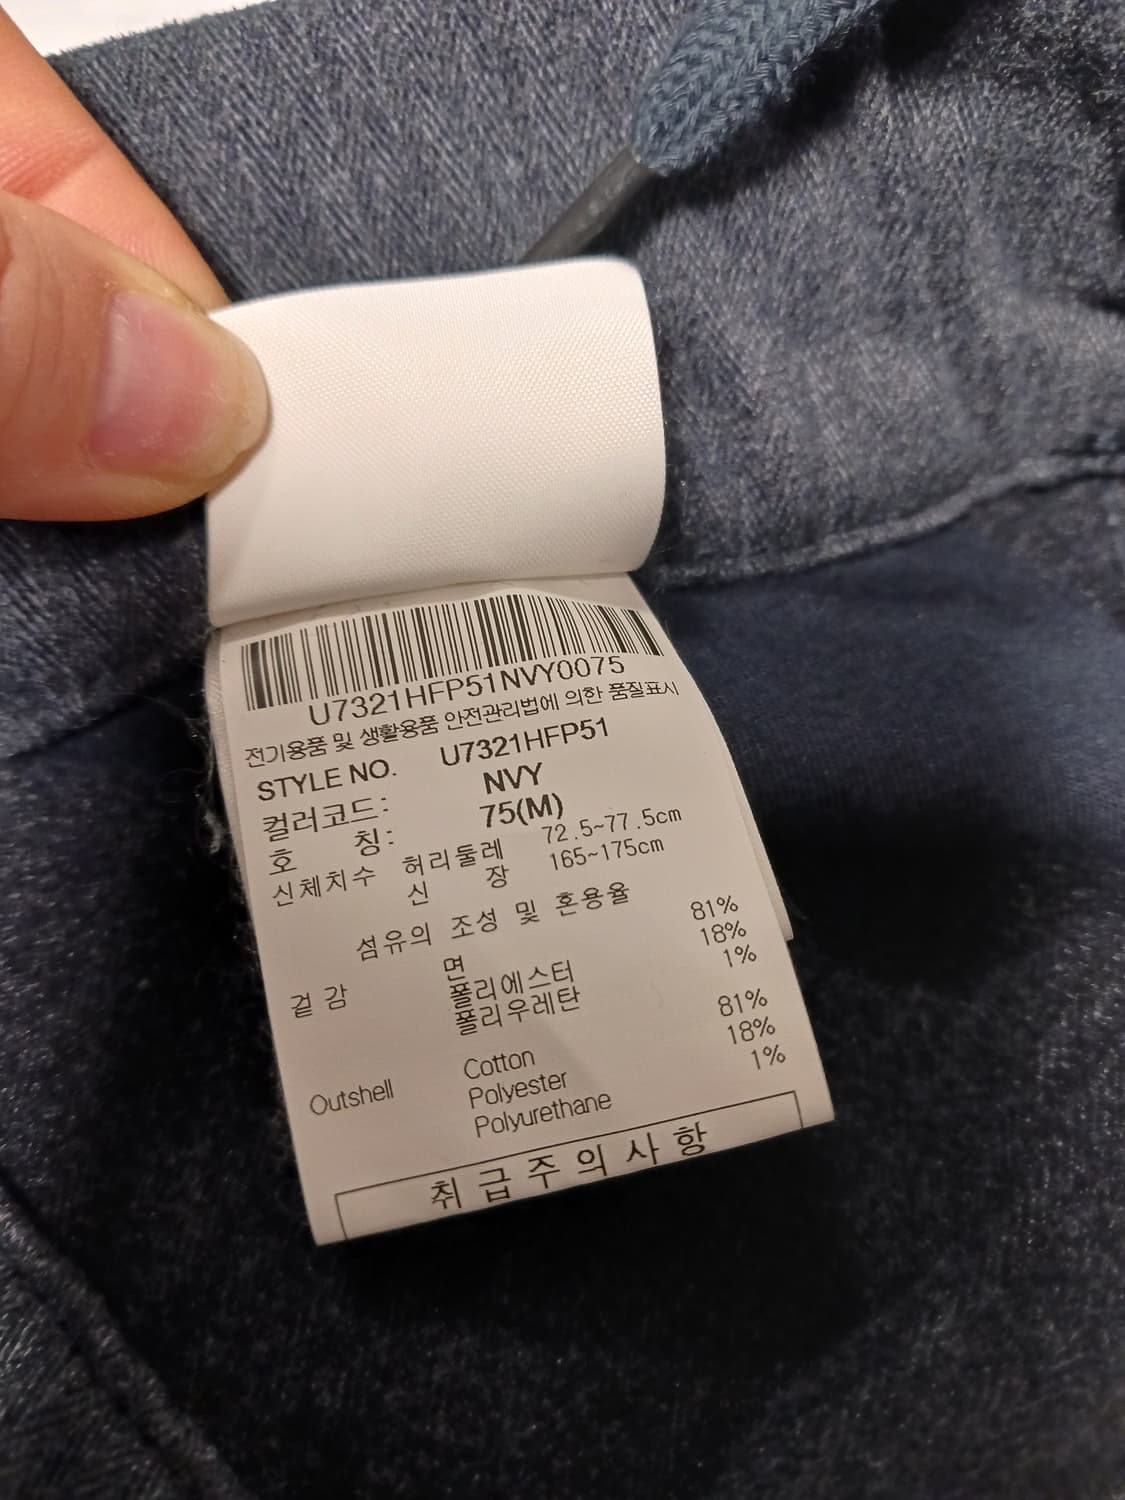 U7321HFP51NVY0075
전기용품 및 생활용품 안전관리법에 의한 품질표시
STYLE NO. U7321HFP51
컬러코드: NVY
호 칭: 75(M)
신체치수 허리둘레 72.5~77.5cm
신 장 165~175cm
섬유의 조성 및 혼용율
겉감 면 81%
폴리에스터 18%
폴리우레탄 1%
Outshell Cotton 81%
Polyester 18%
Polyurethane 1%
취급주의사항